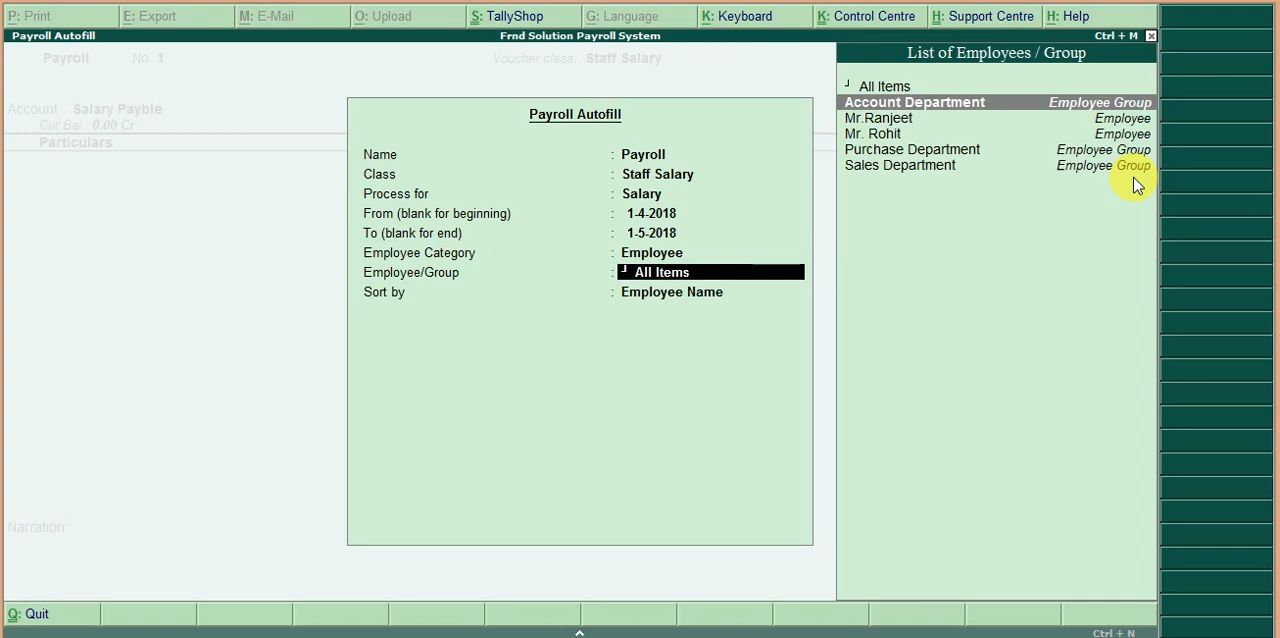 P: Print E: Export M: E-Mail O: Upload S: TallyShop G: Language K: Keyboard K: Control Centre H: Support Centre H: Help
Payroll Autofill Frnd Solution Payroll System Ctrl + M
Payroll No. 1 Voucher class: Staff Salary
Account Salary Payble
Cur Bal: 0.00 Cr
Particulars
Payroll Autofill
Name : Payroll
Class : Staff Salary
Process for : Salary
From (blank for beginning) : 1-4-2018
To (blank for end) : 1-5-2018
Employee Category : Employee
Employee/Group : ┘ All Items
Sort by : Employee Name
List of Employees / Group
┘ All Items
Account Department Employee Group
Mr.Ranjeet Employee
Mr. Rohit Employee
Purchase Department Employee Group
Sales Department Employee Group
Narration:
Q: Quit
Ctrl + N